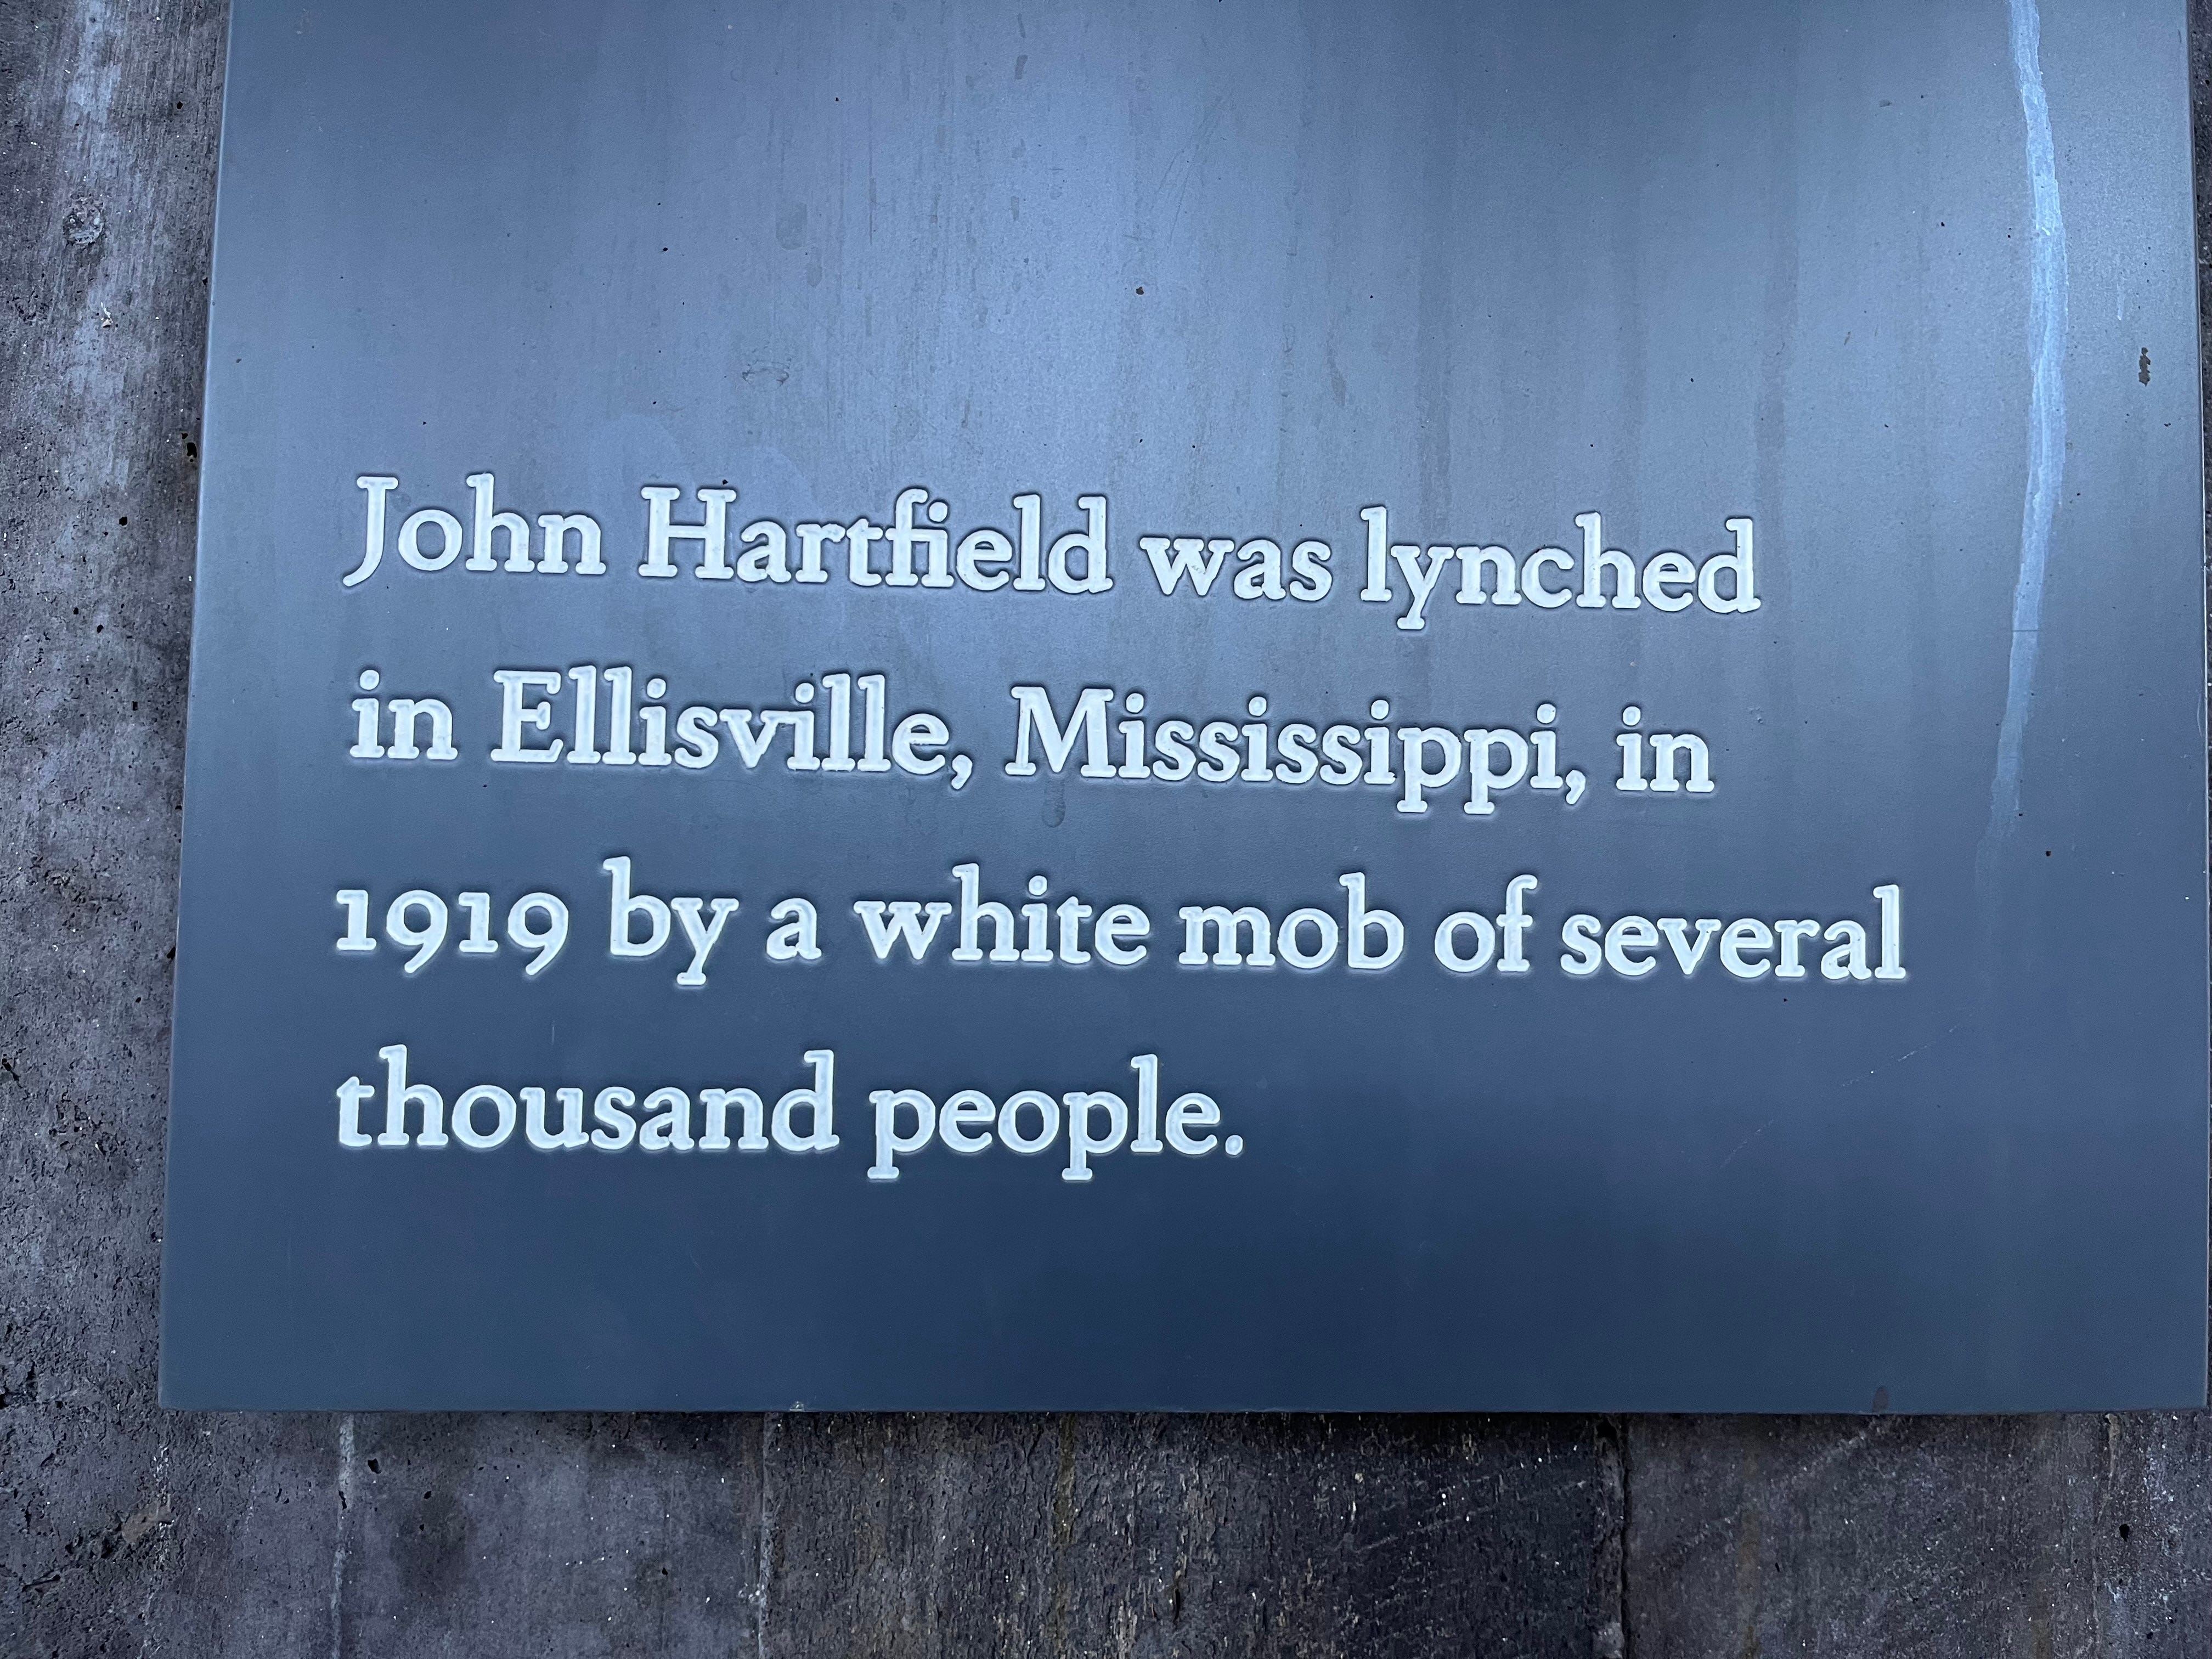 John Hartfield was lynched
in Ellisville, Mississippi, in
1919 by a white mob of several
thousand people.